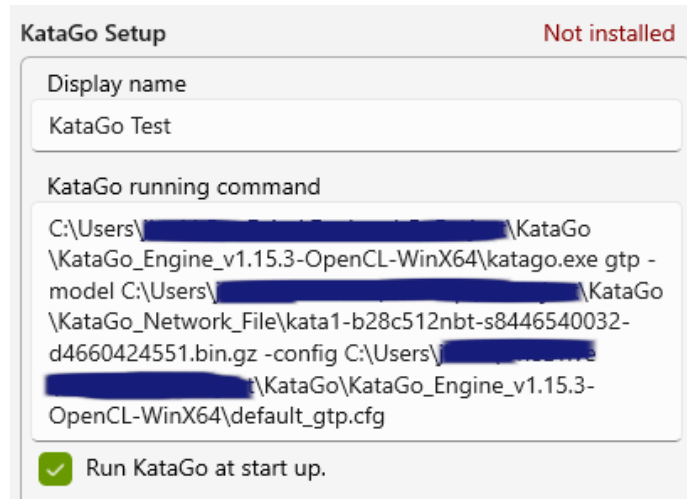 KataGo Setup Not installed
Display name
KataGo Test
KataGo running command
C:\Users\ \KataGo
\KataGo_Engine_v1.15.3-OpenCL-WinX64\katago.exe gtp -
model C:\Users\ \KataGo
\KataGo_Network_File\kata1-b28c512nbt-s8446540032-
d4660424551.bin.gz -config C:\Users\
\KataGo\KataGo_Engine_v1.15.3-
OpenCL-WinX64\default_gtp.cfg
Run KataGo at start up.